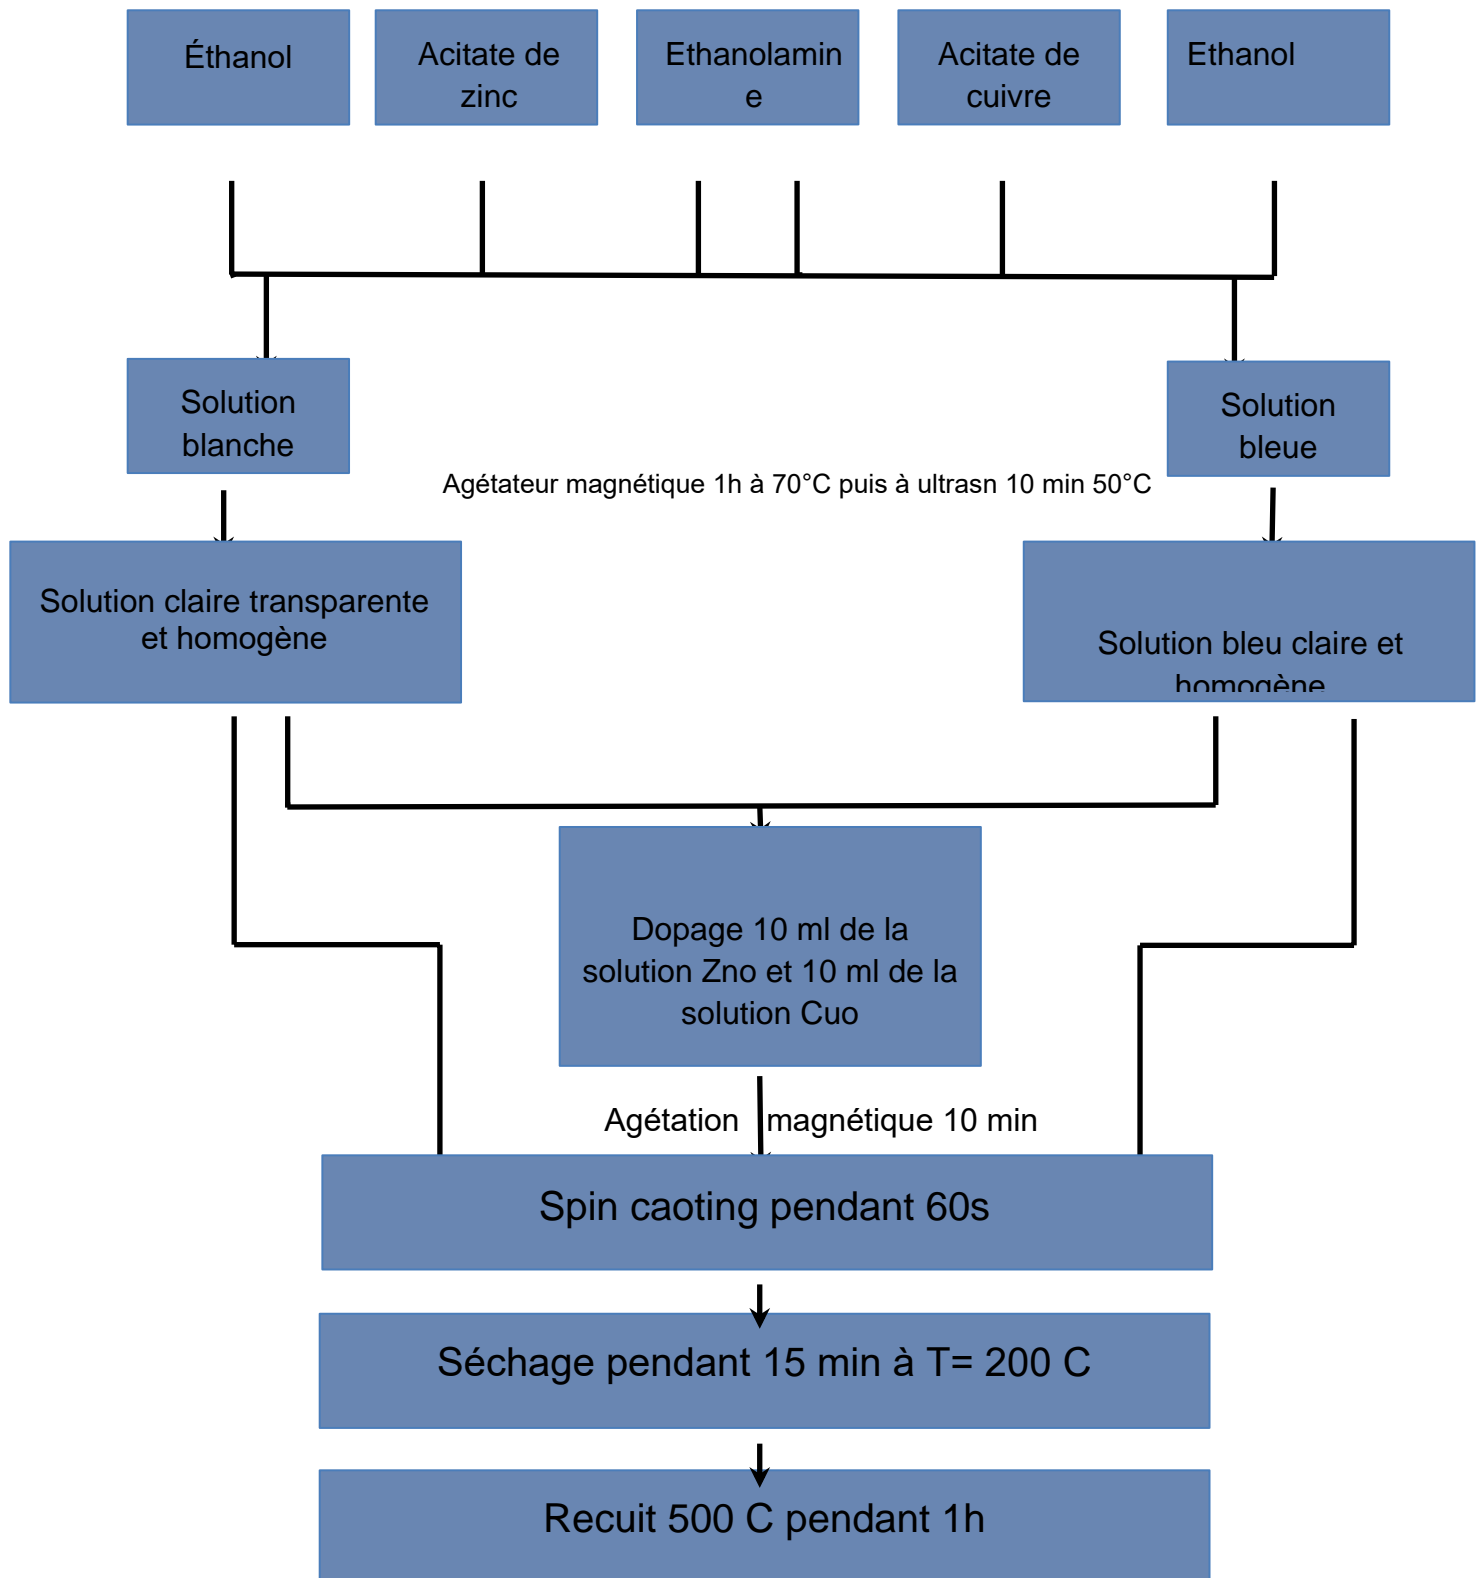 Éthanol
Acitate de
zinc
Ethanolamin
e
Acitate de
cuivre
Ethanol
Solution
blanche
Solution
bleue
Agétateur magnétique 1h à 70°C puis à ultrasn 10 min 50°C
Solution claire transparente
et homogène
Solution bleu claire et
homogène
Dopage 10 ml de la
solution Zno et 10 ml de la
solution Cuo
Agétation magnétique 10 min
Spin caoting pendant 60s
Séchage pendant 15 min à T= 200 C
Recuit 500 C pendant 1h